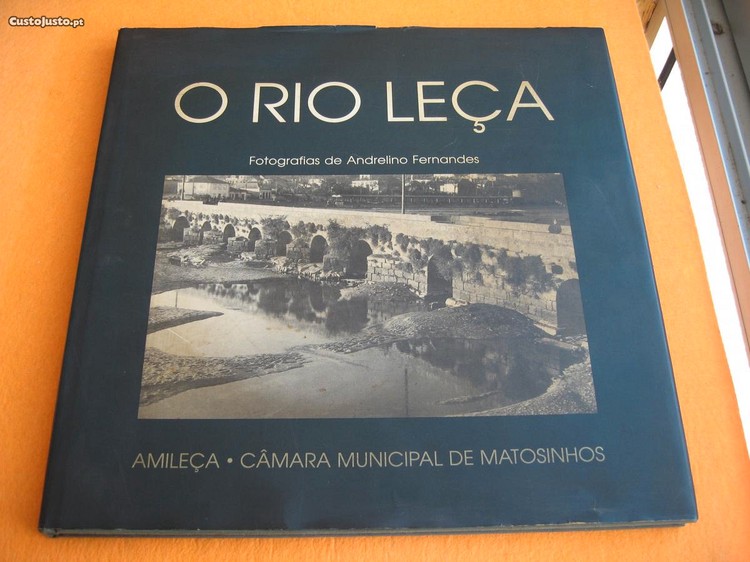 CustoJusto.pt
O RIO LEÇA
Fotografias de Andrelino Fernandes
AMILEÇA • CÂMARA MUNICIPAL DE MATOSINHOS